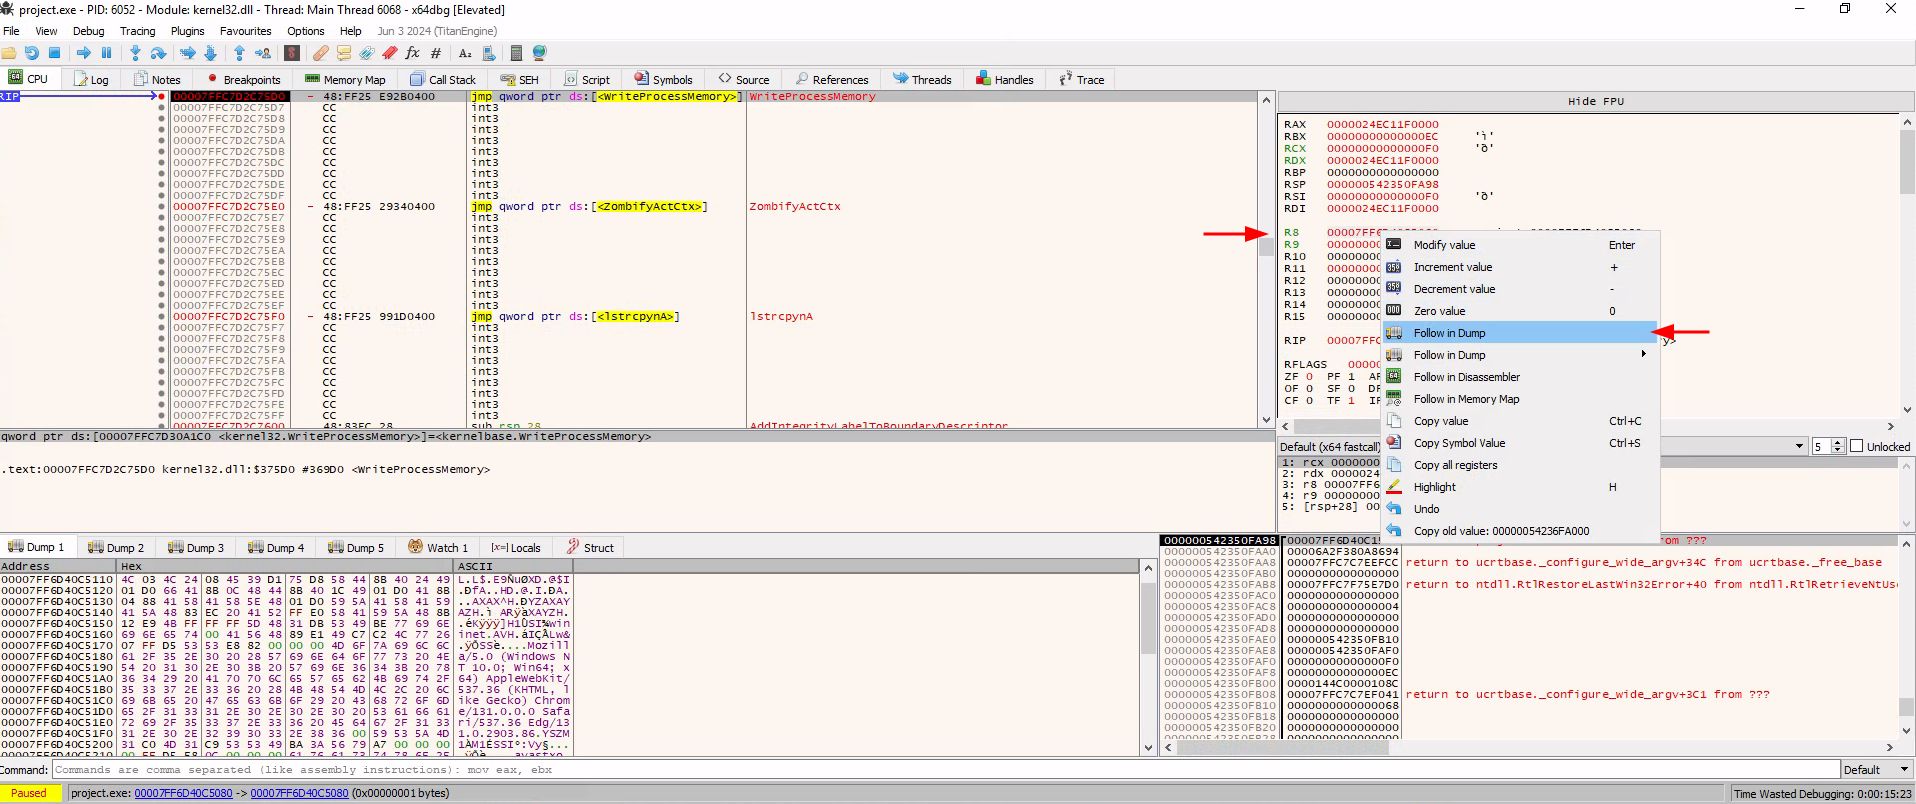 project.exe - PID: 6052 - Module: kernel32.dll - Thread: Main Thread 6068 - x64dbg [Elevated]
File View Debug Tracing Plugins Favourites Options Help Jun 3 2024 (TitanEngine)
CPU Log Notes Breakpoints Memory Map Call Stack SEH Script Symbols Source References Threads Handles Trace
RIP
00007FFC7D2C75D0 - 48:FF25 E92B0400 jmp qword ptr ds:[<WriteProcessMemory>] WriteProcessMemory
00007FFC7D2C75D7 CC int3
00007FFC7D2C75D8 CC int3
00007FFC7D2C75D9 CC int3
00007FFC7D2C75DA CC int3
00007FFC7D2C75DB CC int3
00007FFC7D2C75DC CC int3
00007FFC7D2C75DD CC int3
00007FFC7D2C75DE CC int3
00007FFC7D2C75DF CC int3
00007FFC7D2C75E0 - 48:FF25 29340400 jmp qword ptr ds:[<ZombifyActCtx>] ZombifyActCtx
00007FFC7D2C75E7 CC int3
00007FFC7D2C75E8 CC int3
00007FFC7D2C75E9 CC int3
00007FFC7D2C75EA CC int3
00007FFC7D2C75EB CC int3
00007FFC7D2C75EC CC int3
00007FFC7D2C75ED CC int3
00007FFC7D2C75EE CC int3
00007FFC7D2C75EF CC int3
00007FFC7D2C75F0 - 48:FF25 991D0400 jmp qword ptr ds:[<lstrcpynA>] lstrcpynA
00007FFC7D2C75F7 CC int3
00007FFC7D2C75F8 CC int3
00007FFC7D2C75F9 CC int3
00007FFC7D2C75FA CC int3
00007FFC7D2C75FB CC int3
00007FFC7D2C75FC CC int3
00007FFC7D2C75FD CC int3
00007FFC7D2C75FE CC int3
00007FFC7D2C75FF CC int3
00007FFC7D2C7600 48:83EC 28 sub rsp,28 AddIntegrityLabelToBoundaryDescriptor
Hide FPU
RAX 0000024EC11F0000
RBX 00000000000000EC 'ì'
RCX 00000000000000F0 'ð'
RDX 0000024EC11F0000
RBP 0000000000000000
RSP 000000542350FA98
RSI 00000000000000F0 'ð'
RDI 0000024EC11F0000
R8
R9
R10
R11
R12
R13
R14
R15
RIP
RFLAGS
ZF 0 PF 1
OF 0 SF 0
CF 0 TF 1
Modify value Enter
Increment value +
Decrement value -
Zero value 0
Follow in Dump
Follow in Dump
Follow in Disassembler
Follow in Memory Map
Copy value Ctrl+C
Copy Symbol Value Ctrl+S
Copy all registers
Highlight H
Undo
Copy old value: 00000054236FA000
qword ptr ds:[00007FFC7D30A1C0 <kernel32.WriteProcessMemory>]=<kernelbase.WriteProcessMemory>
.text:00007FFC7D2C75D0 kernel32.dll:$375D0 #369D0 <WriteProcessMemory>
Default (x64 fastcall) 5 Unlocked
1: rcx
2: rdx
3: r8
4: r9
5: [rsp+28]
Dump 1 Dump 2 Dump 3 Dump 4 Dump 5 Watch 1 [x=] Locals Struct
Address Hex ASCII
00007FF6D40C5110 4C 03 4C 24 08 45 39 D1 75 D8 58 44 8B 40 24 49 L.L$.E9ÑuØXD.@$I
00007FF6D40C5120 01 D0 66 41 8B 0C 48 44 8B 40 1C 49 01 D0 41 8B .ÐfA..HD.@.I.ÐA.
00007FF6D40C5130 04 88 41 58 41 58 5E 48 01 D0 59 5A 41 58 41 59 ..AXAX^H.ÐYZAXAY
00007FF6D40C5140 41 5A 48 83 EC 20 41 52 FF E0 58 41 59 5A 48 8B AZH.ì ARÿàXAYZH.
00007FF6D40C5150 12 E9 4B FF FF FF 5D 48 31 DB 53 49 BE 77 69 6E .éKÿÿÿ]H1ÛSI¾win
00007FF6D40C5160 69 6E 65 74 00 41 56 48 89 E1 49 C7 C2 4C 77 26 inet.AVH.áIÇÂLw&
00007FF6D40C5170 07 FF D5 53 53 E8 82 00 00 00 4D 6F 7A 69 6C 6C .ÿÕSSè....Mozill
00007FF6D40C5180 61 2F 35 2E 30 20 28 57 69 6E 64 6F 77 73 20 4E a/5.0 (Windows N
00007FF6D40C5190 54 20 31 30 2E 30 3B 20 57 69 6E 36 34 3B 20 78 T 10.0; Win64; x
00007FF6D40C51A0 36 34 29 20 41 70 70 6C 65 57 65 62 4B 69 74 2F 64) AppleWebKit/
00007FF6D40C51B0 35 33 37 2E 33 36 20 28 4B 48 54 4D 4C 2C 20 6C 537.36 (KHTML, l
00007FF6D40C51C0 69 6B 65 20 47 65 63 6B 6F 29 20 43 68 72 6F 6D ike Gecko) Chrom
00007FF6D40C51D0 65 2F 31 33 31 2E 30 2E 30 2E 30 20 53 61 66 61 e/131.0.0.0 Safa
00007FF6D40C51E0 72 69 2F 35 33 37 2E 33 36 20 45 64 67 2F 31 33 ri/537.36 Edg/13
00007FF6D40C51F0 31 2E 30 2E 32 39 30 33 2E 38 36 00 59 53 5A 4D 1.0.2903.86.YSZM
00007FF6D40C5200 31 C0 4D 31 C9 53 53 49 BA 3A 56 79 A7 00 00 00 1ÀM1ÉSSIº:Vy§...
000000542350FA98
000000542350FAA0 00006A2F380A8694
000000542350FAA8 00007FFC7C7EEFCC return to ucrtbase._configure_wide_argv+34C from ucrtbase._free_base
000000542350FAB0 0000000000000000
000000542350FAB8 00007FFC7F75E7D0 return to ntdll.RtlRestoreLastWin32Error+40 from ntdll.RtlRetrieveNtUse
000000542350FAC0 0000000000000000
000000542350FAC8 0000000000000004
000000542350FAD0 0000000000000000
000000542350FAD8 0000000000000000
000000542350FAE0 000000542350FB10
000000542350FAE8 000000542350FAF0
000000542350FAF0 00000000000000F0
000000542350FAF8 00000000000000EC
000000542350FB00 0000144C0000108C
000000542350FB08 00007FFC7C7EF041 return to ucrtbase._configure_wide_argv+3C1 from ???
000000542350FB10 0000000000000068
000000542350FB18 0000000000000000
000000542350FB20 0000000000000000
000000542350FB28 0000000000000000
Command: Commands are comma separated (like assembly instructions): mov eax, ebx Default
Paused project.exe: 00007FF6D40C5080 -> 00007FF6D40C5080 (0x00000001 bytes) Time Wasted Debugging: 0:00:15:23